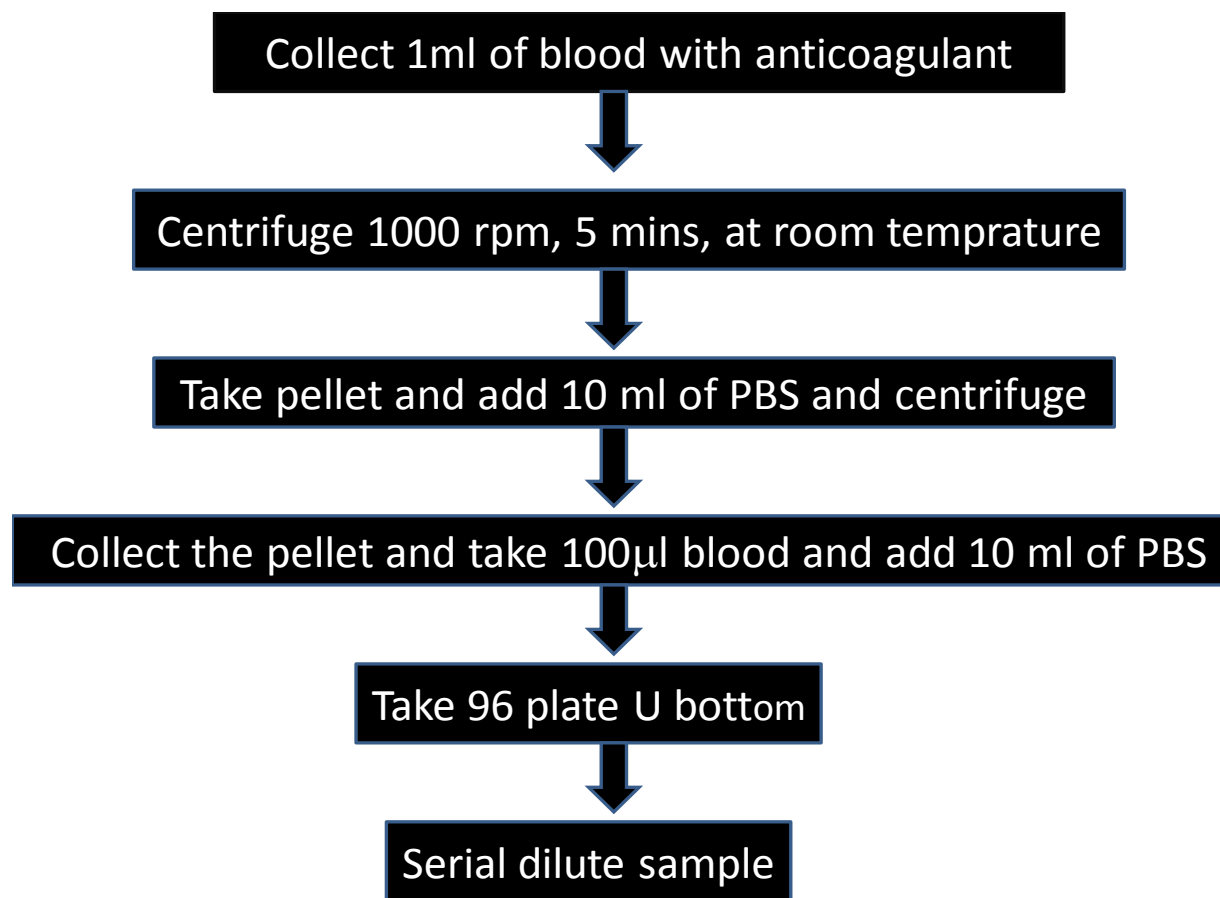 Collect 1ml of blood with anticoagulant
Centrifuge 1000 rpm, 5 mins, at room temprature
Take pellet and add 10 ml of PBS and centrifuge
Collect the pellet and take 100μl blood and add 10 ml of PBS
Take 96 plate U bottom
Serial dilute sample